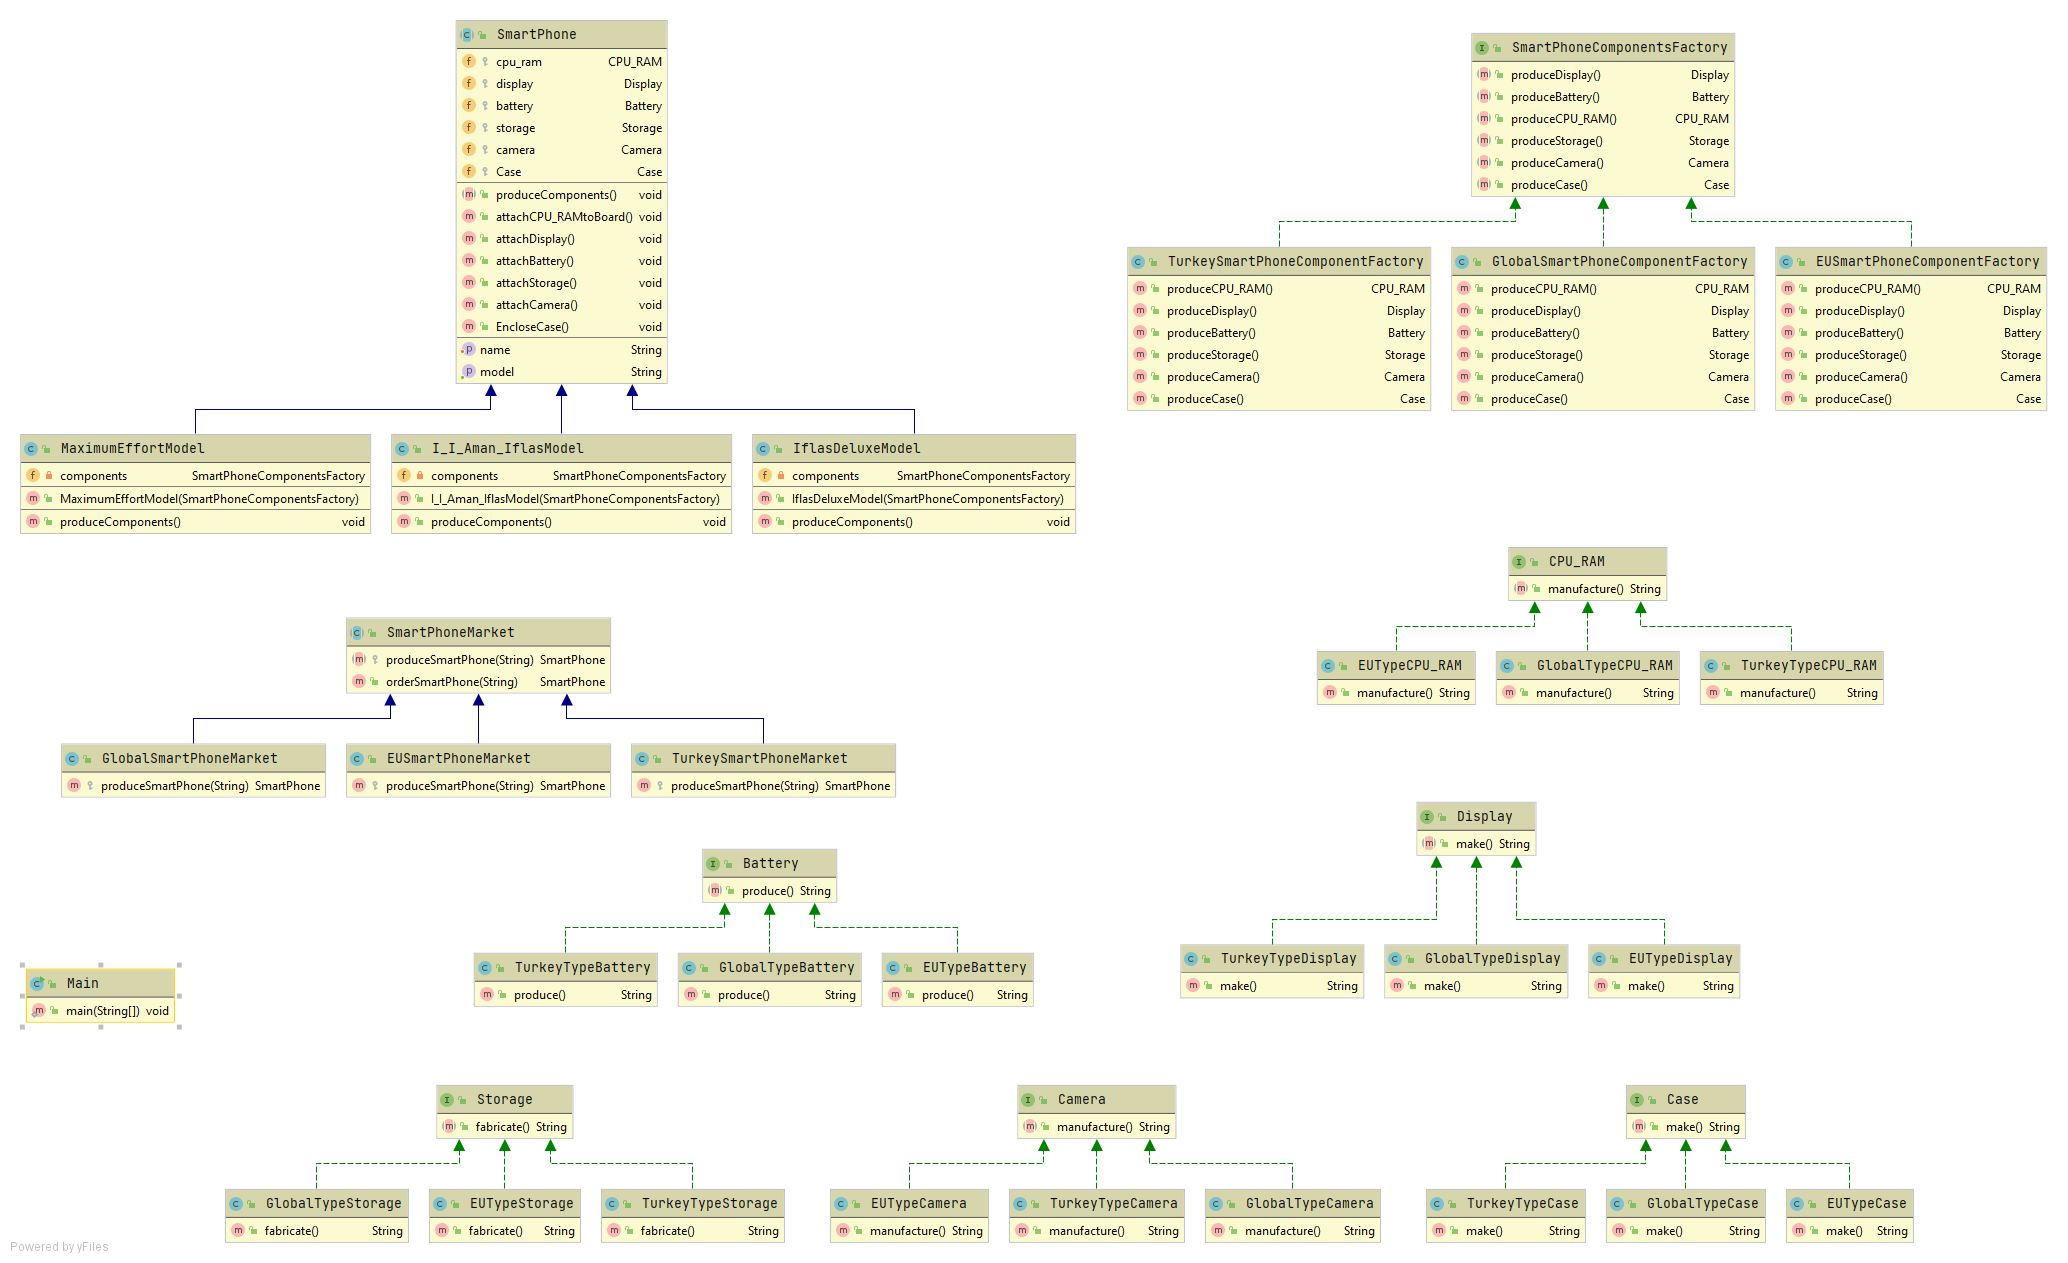 SmartPhone
cpu_ram CPU_RAM
display Display
battery Battery
storage Storage
camera Camera
Case Case
produceComponents() void
attachCPU_RAMtoBoard() void
attachDisplay() void
attachBattery() void
attachStorage() void
attachCamera() void
EncloseCase() void
name String
model String
MaximumEffortModel
components SmartPhoneComponentsFactory
MaximumEffortModel(SmartPhoneComponentsFactory)
produceComponents() void
I_I_Aman_IflasModel
components SmartPhoneComponentsFactory
I_I_Aman_IflasModel(SmartPhoneComponentsFactory)
produceComponents() void
IflasDeluxeModel
components SmartPhoneComponentsFactory
IflasDeluxeModel(SmartPhoneComponentsFactory)
produceComponents() void
SmartPhoneComponentsFactory
produceDisplay() Display
produceBattery() Battery
produceCPU_RAM() CPU_RAM
produceStorage() Storage
produceCamera() Camera
produceCase() Case
TurkeySmartPhoneComponentFactory
produceCPU_RAM() CPU_RAM
produceDisplay() Display
produceBattery() Battery
produceStorage() Storage
produceCamera() Camera
produceCase() Case
GlobalSmartPhoneComponentFactory
produceCPU_RAM() CPU_RAM
produceDisplay() Display
produceBattery() Battery
produceStorage() Storage
produceCamera() Camera
produceCase() Case
EUSmartPhoneComponentFactory
produceCPU_RAM() CPU_RAM
produceDisplay() Display
produceBattery() Battery
produceStorage() Storage
produceCamera() Camera
produceCase() Case
CPU_RAM
manufacture() String
EUTypeCPU_RAM
manufacture() String
GlobalTypeCPU_RAM
manufacture() String
TurkeyTypeCPU_RAM
manufacture() String
SmartPhoneMarket
produceSmartPhone(String) SmartPhone
orderSmartPhone(String) SmartPhone
GlobalSmartPhoneMarket
produceSmartPhone(String) SmartPhone
EUSmartPhoneMarket
produceSmartPhone(String) SmartPhone
TurkeySmartPhoneMarket
produceSmartPhone(String) SmartPhone
Display
make() String
TurkeyTypeDisplay
make() String
GlobalTypeDisplay
make() String
EUTypeDisplay
make() String
Battery
produce() String
TurkeyTypeBattery
produce() String
GlobalTypeBattery
produce() String
EUTypeBattery
produce() String
Main
main(String[]) void
Storage
fabricate() String
GlobalTypeStorage
fabricate() String
EUTypeStorage
fabricate() String
TurkeyTypeStorage
fabricate() String
Camera
manufacture() String
EUTypeCamera
manufacture() String
TurkeyTypeCamera
manufacture() String
GlobalTypeCamera
manufacture() String
Case
make() String
TurkeyTypeCase
make() String
GlobalTypeCase
make() String
EUTypeCase
make() String
Powered by yFiles